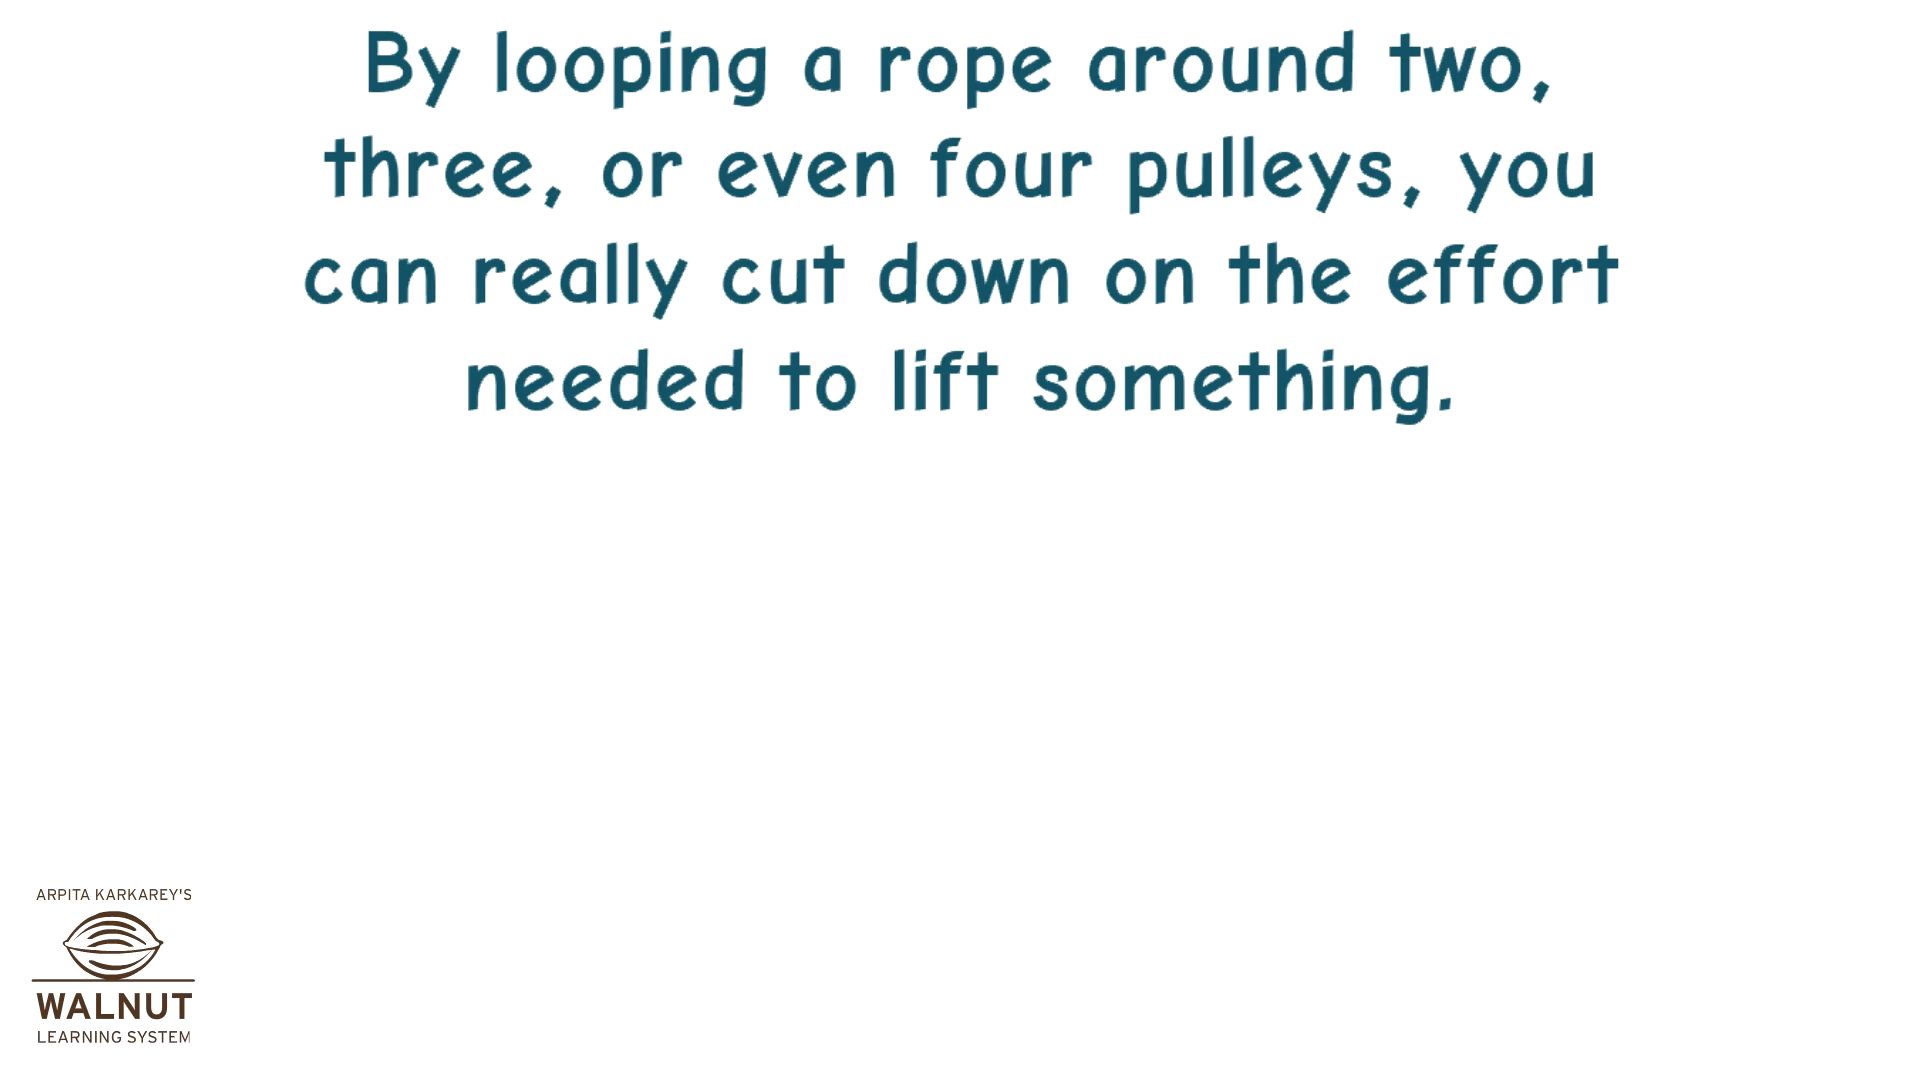 By looping a rope around two,
three, or even four pulleys, you
can really cut down on the effort
needed to lift something.
ARPITA KARKAREY'S
WALNUT
LEARNING SYSTEM